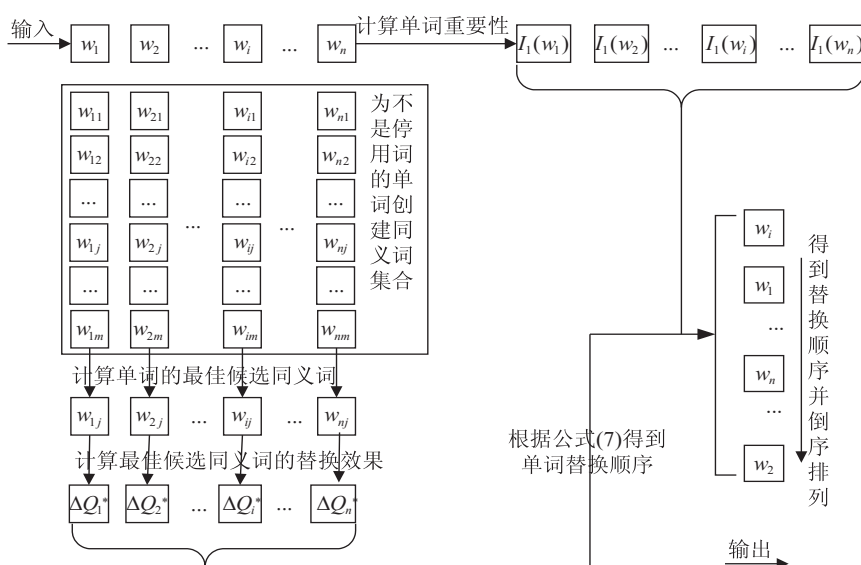 输入 w₁ w₂ ... wᵢ ... wₙ 计算单词重要性 I₁(w₁) I₁(w₂) ... I₁(wᵢ) ... I₁(wₙ)
w₁₁ w₂₁ wᵢ₁ wₙ₁
w₁₂ w₂₂ wᵢ₂ wₙ₂
... ... ... ...
... ...
w₁ⱼ w₂ⱼ wᵢⱼ wₙⱼ
... ... ... ...
w₁ₘ w₂ₘ wᵢₘ wₙₘ
为不是停用词的单词创建同义词集合
计算单词的最佳候选同义词
w₁ⱼ w₂ⱼ ... wᵢⱼ ... wₙⱼ
计算最佳候选同义词的替换效果
ΔQ₁* ΔQ₂* ... ΔQᵢ* ... ΔQₙ*
根据公式(7)得到
单词替换顺序
wᵢ
w₁
...
wₙ
...
w₂
得到替换顺序并倒序排列
输出